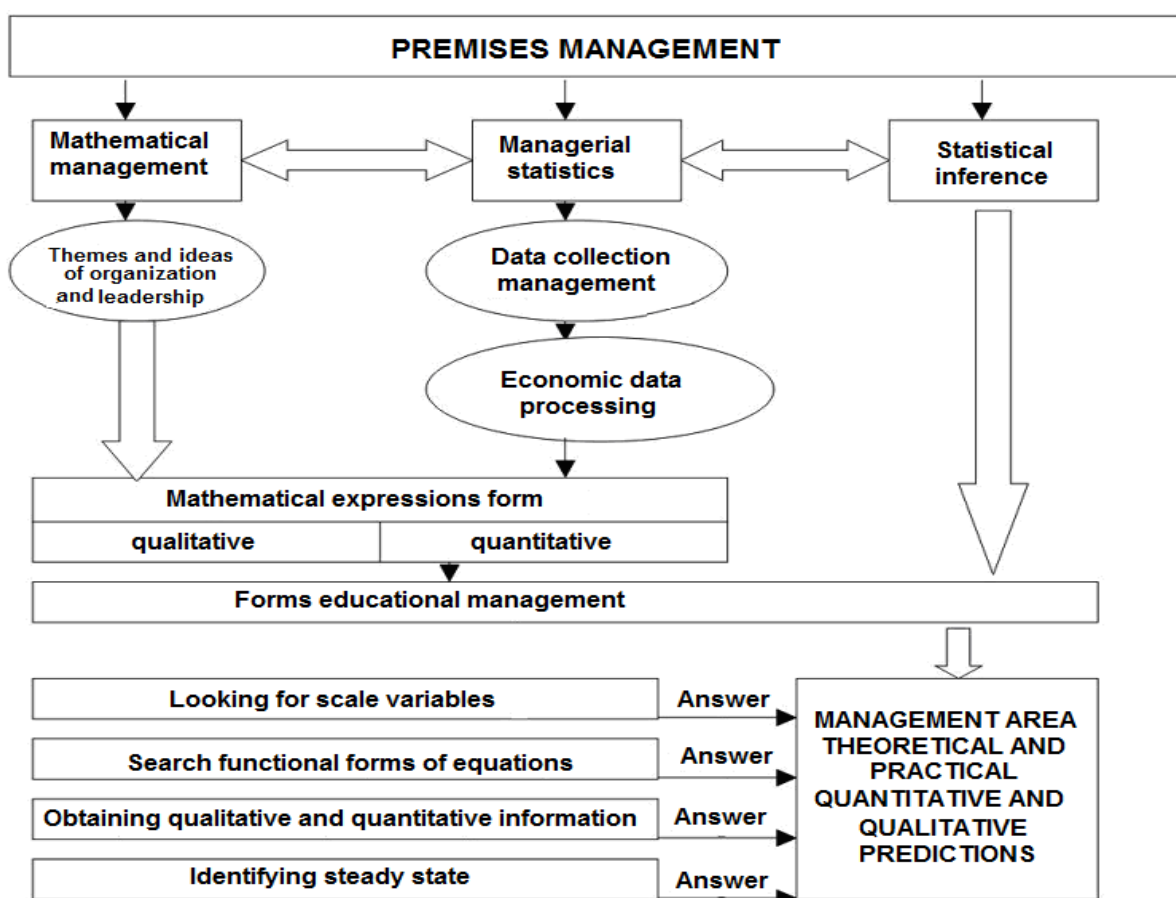 PREMISES MANAGEMENT
Mathematical
management
Managerial
statistics
Statistical
inference
Themes and ideas
of organization
and leadership
Data collection
management
Economic data
processing
Mathematical expressions form
qualitative
quantitative
Forms educational management
Looking for scale variables
Answer
Search functional forms of equations
Answer
Obtaining qualitative and quantitative information
Answer
Identifying steady state
Answer
MANAGEMENT AREA
THEORETICAL AND
PRACTICAL
QUANTITATIVE AND
QUALITATIVE
PREDICTIONS